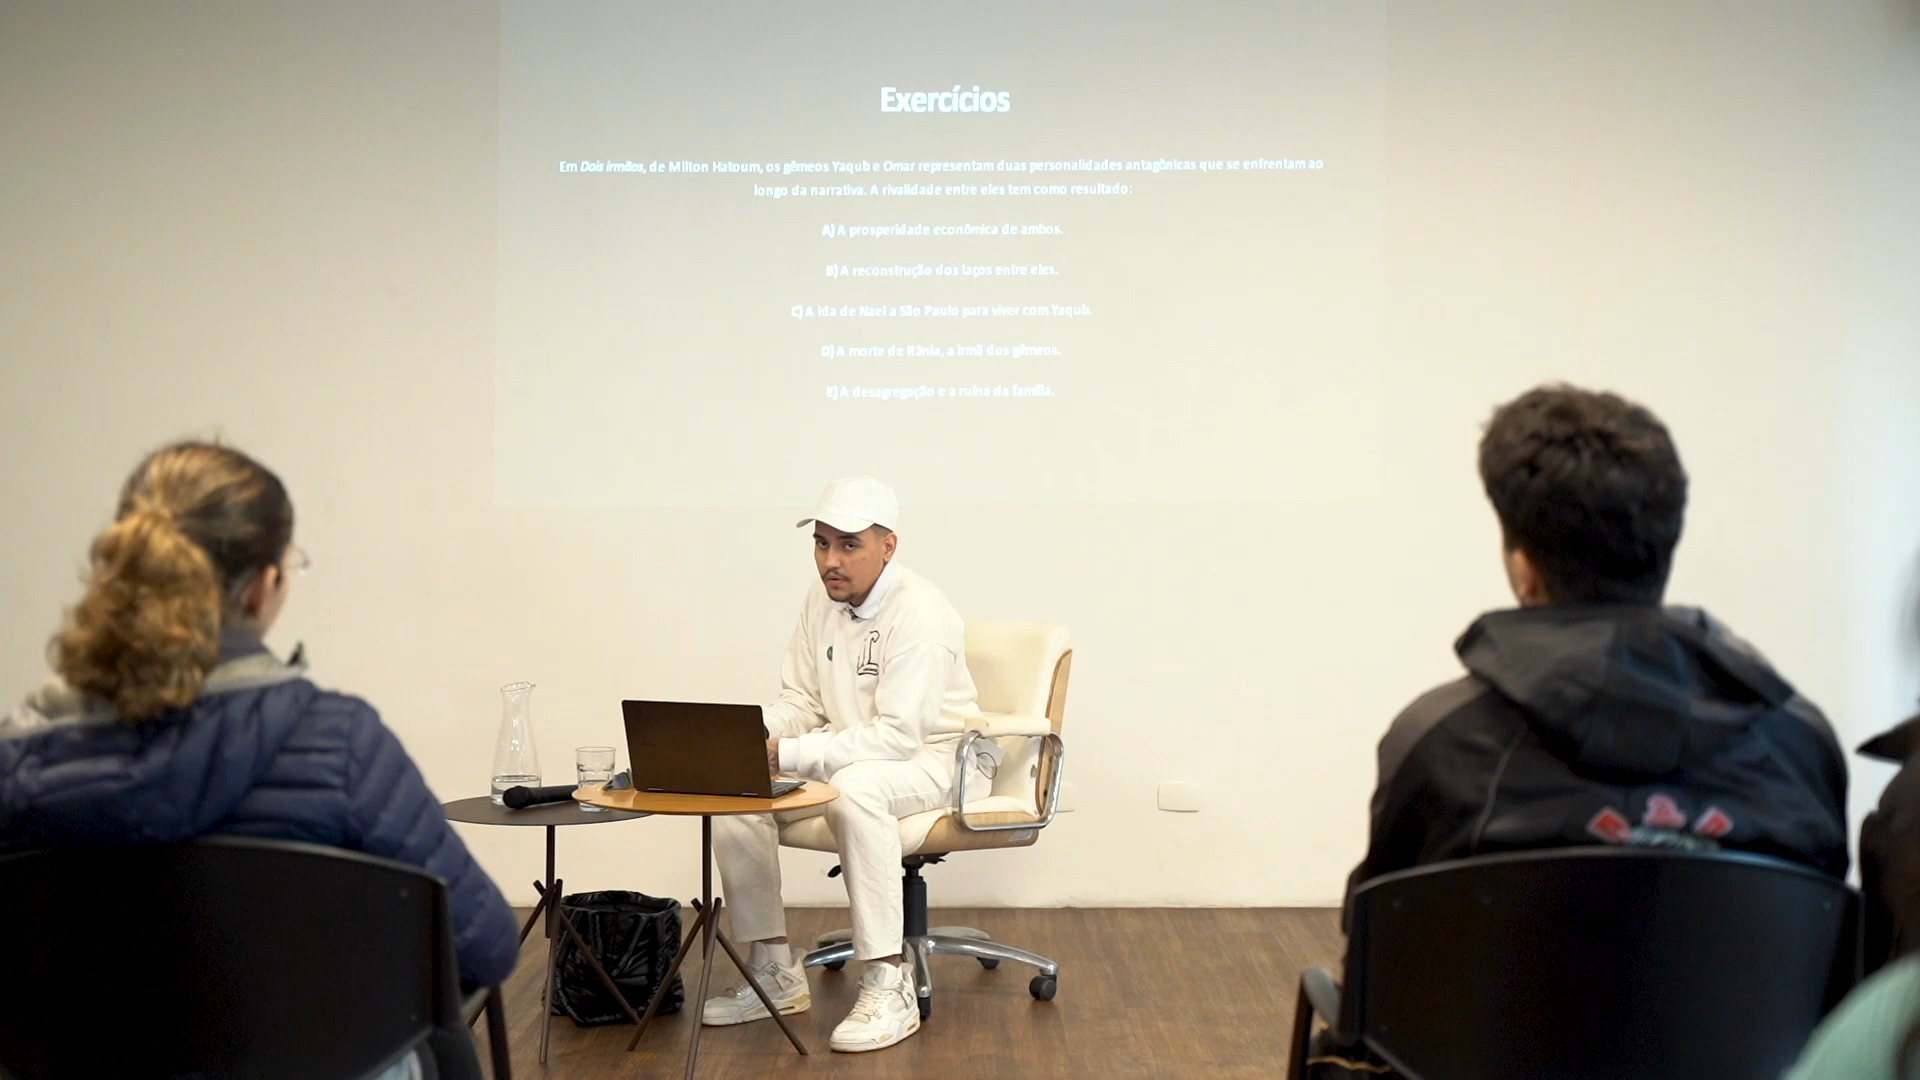 Exercícios
Em Dois irmãos, de Milton Hatoum, os gêmeos Yaqub e Omar representam duas personalidades antagônicas que se enfrentam ao
longo da narrativa. A rivalidade entre eles tem como resultado:
A) A prosperidade econômica de ambos.
B) A reconstrução dos laços entre eles.
C) A ida de Nael a São Paulo para viver com Yaqub.
D) A morte de Rânia, a irmã dos gêmeos.
E) A desagregação e a ruína da família.